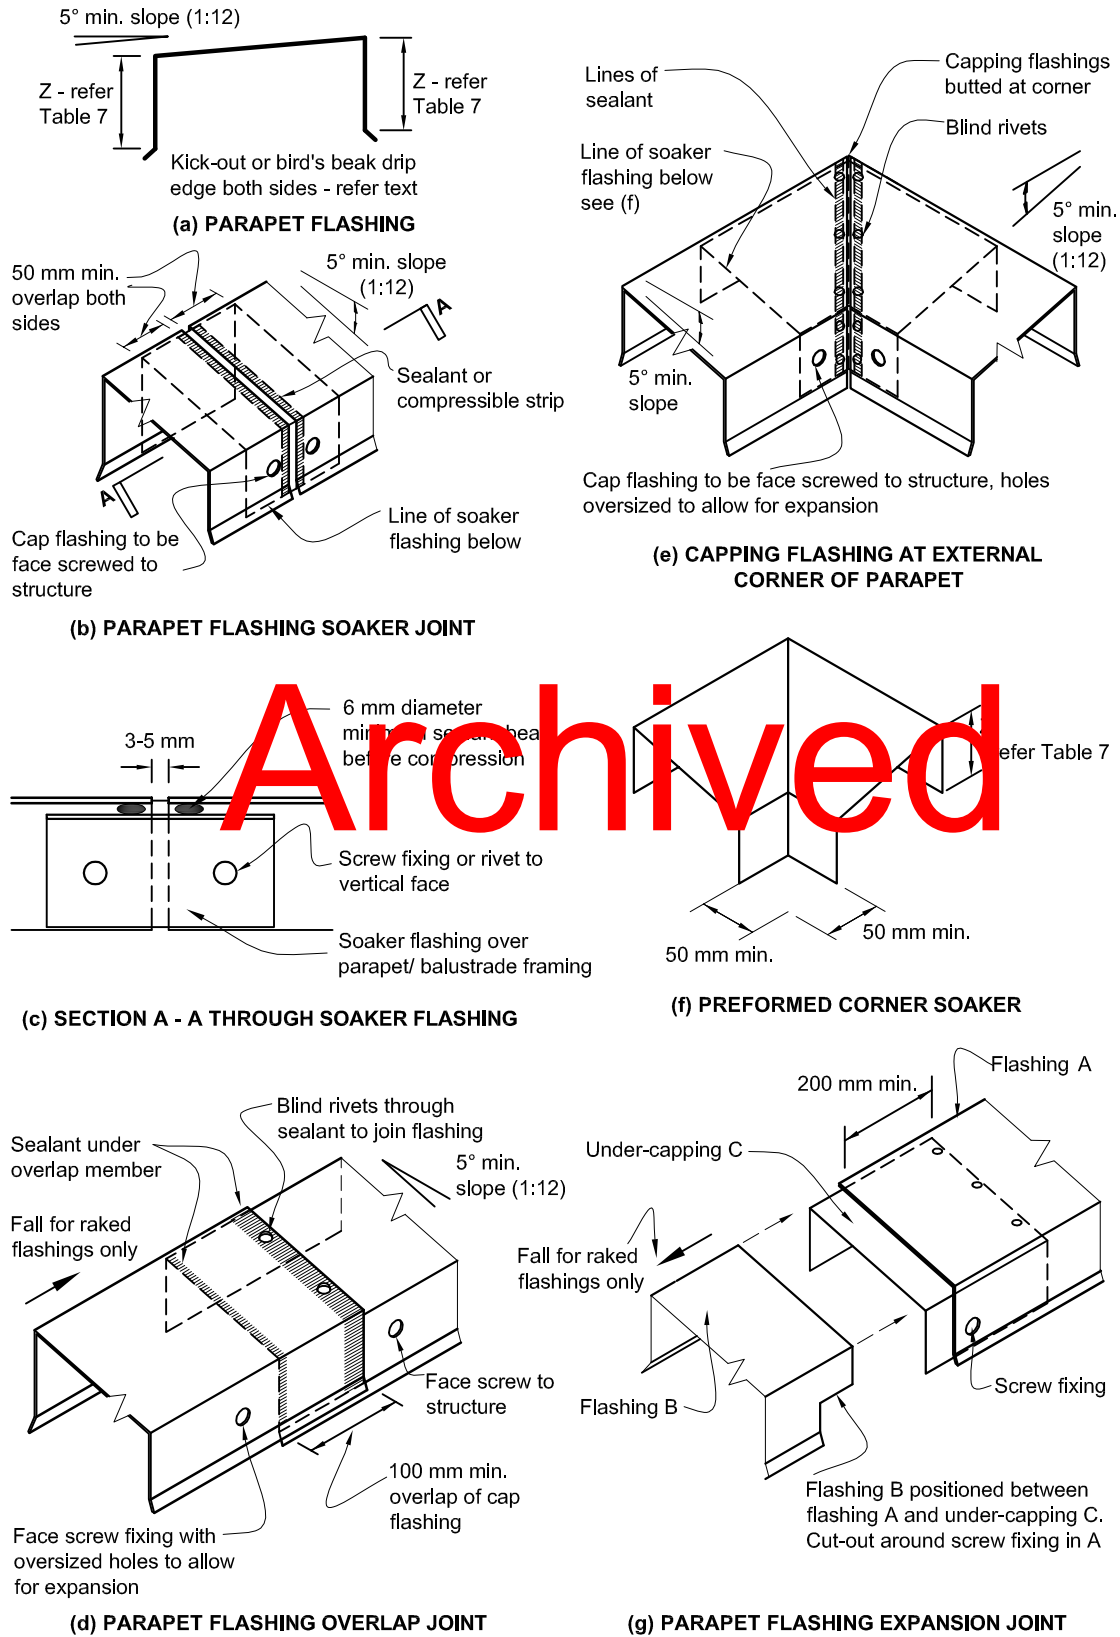 5° min. slope (1:12)
Z - refer
Table 7
Z - refer
Table 7
Kick-out or bird's beak drip
edge both sides - refer text
(a) PARAPET FLASHING
50 mm min.
overlap both
sides
5° min. slope
(1:12)
A
Sealant or
compressible strip
A
Cap flashing to be
face screwed to
structure
Line of soaker
flashing below
(b) PARAPET FLASHING SOAKER JOINT
3-5 mm
6 mm diameter
before compression
Screw fixing or rivet to
vertical face
Soaker flashing over
parapet/ balustrade framing
(c) SECTION A - A THROUGH SOAKER FLASHING
Blind rivets through
sealant to join flashing
Sealant under
overlap member
5° min.
slope (1:12)
Fall for raked
flashings only
Face screw to
structure
100 mm min.
overlap of cap
flashing
Face screw fixing with
oversized holes to allow
for expansion
(d) PARAPET FLASHING OVERLAP JOINT
Lines of
sealant
Capping flashings
butted at corner
Blind rivets
Line of soaker
flashing below
see (f)
5° min.
slope
(1:12)
5° min.
slope
Cap flashing to be face screwed to structure, holes
oversized to allow for expansion
(e) CAPPING FLASHING AT EXTERNAL
CORNER OF PARAPET
Archived
refer Table 7
50 mm min.
50 mm min.
(f) PREFORMED CORNER SOAKER
Flashing A
200 mm min.
Under-capping C
Fall for raked
flashings only
Flashing B
Screw fixing
Flashing B positioned between
flashing A and under-capping C.
Cut-out around screw fixing in A
(g) PARAPET FLASHING EXPANSION JOINT